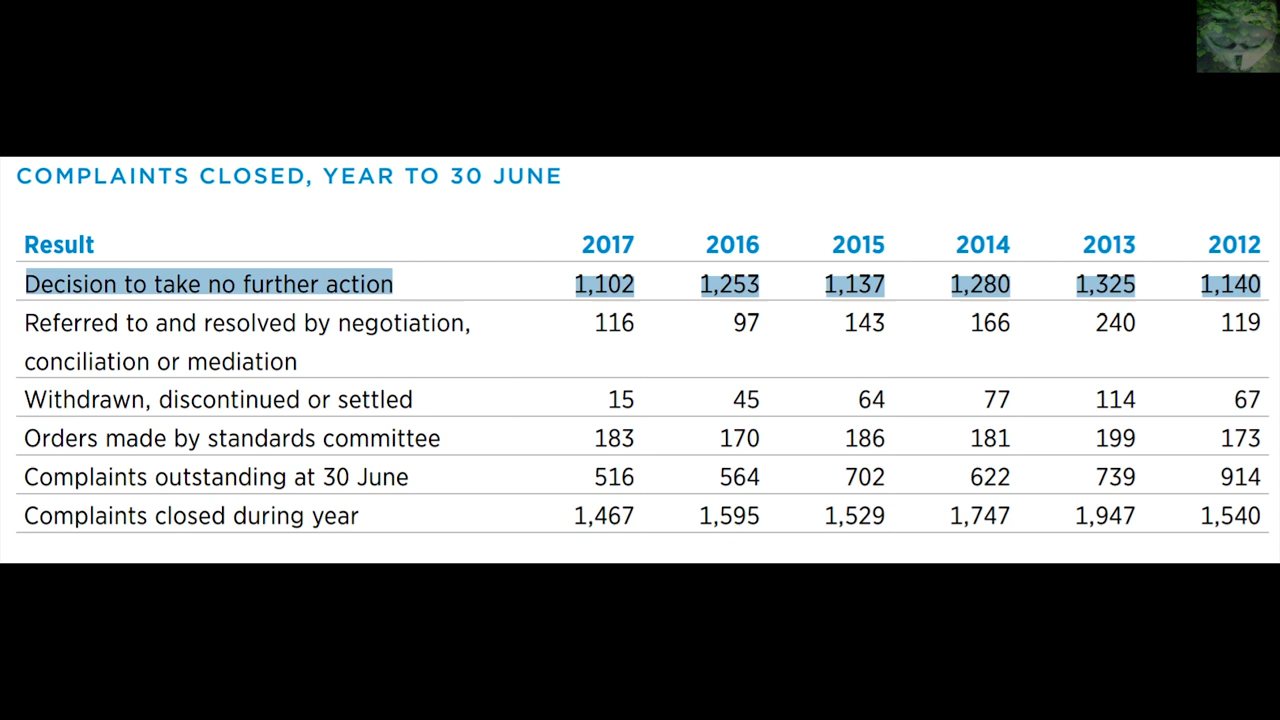 COMPLAINTS CLOSED, YEAR TO 30 JUNE
Result 2017 2016 2015 2014 2013 2012
Decision to take no further action 1,102 1,253 1,137 1,280 1,325 1,140
Referred to and resolved by negotiation, 116 97 143 166 240 119
conciliation or mediation
Withdrawn, discontinued or settled 15 45 64 77 114 67
Orders made by standards committee 183 170 186 181 199 173
Complaints outstanding at 30 June 516 564 702 622 739 914
Complaints closed during year 1,467 1,595 1,529 1,747 1,947 1,540